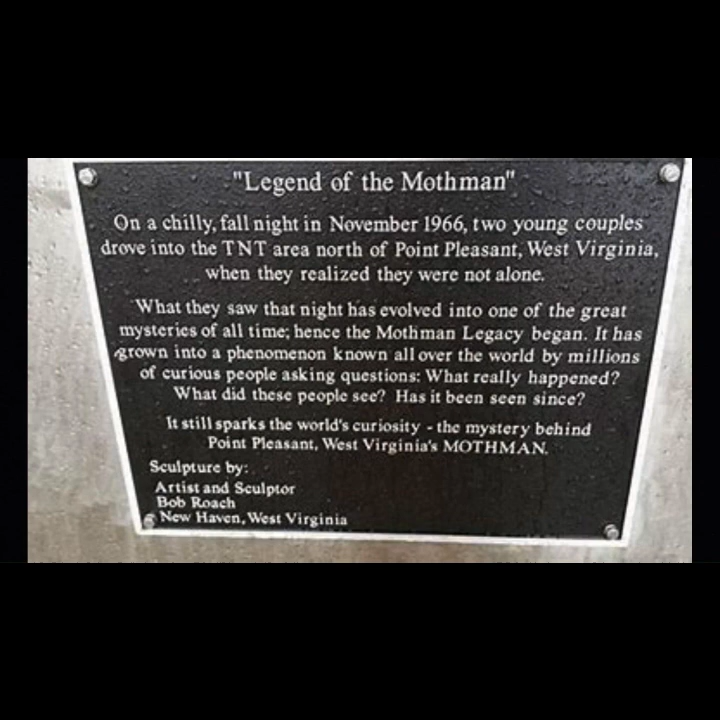 "Legend of the Mothman"
On a chilly, fall night in November 1966, two young couples
drove into the TNT area north of Point Pleasant, West Virginia,
when they realized they were not alone.
What they saw that night has evolved into one of the great
mysteries of all time; hence the Mothman Legacy began. It has
grown into a phenomenon known all over the world by millions
of curious people asking questions: What really happened?
What did these people see? Has it been seen since?
It still sparks the world's curiosity - the mystery behind
Point Pleasant, West Virginia's MOTHMAN.
Sculpture by:
Artist and Sculptor
Bob Roach
New Haven, West Virginia